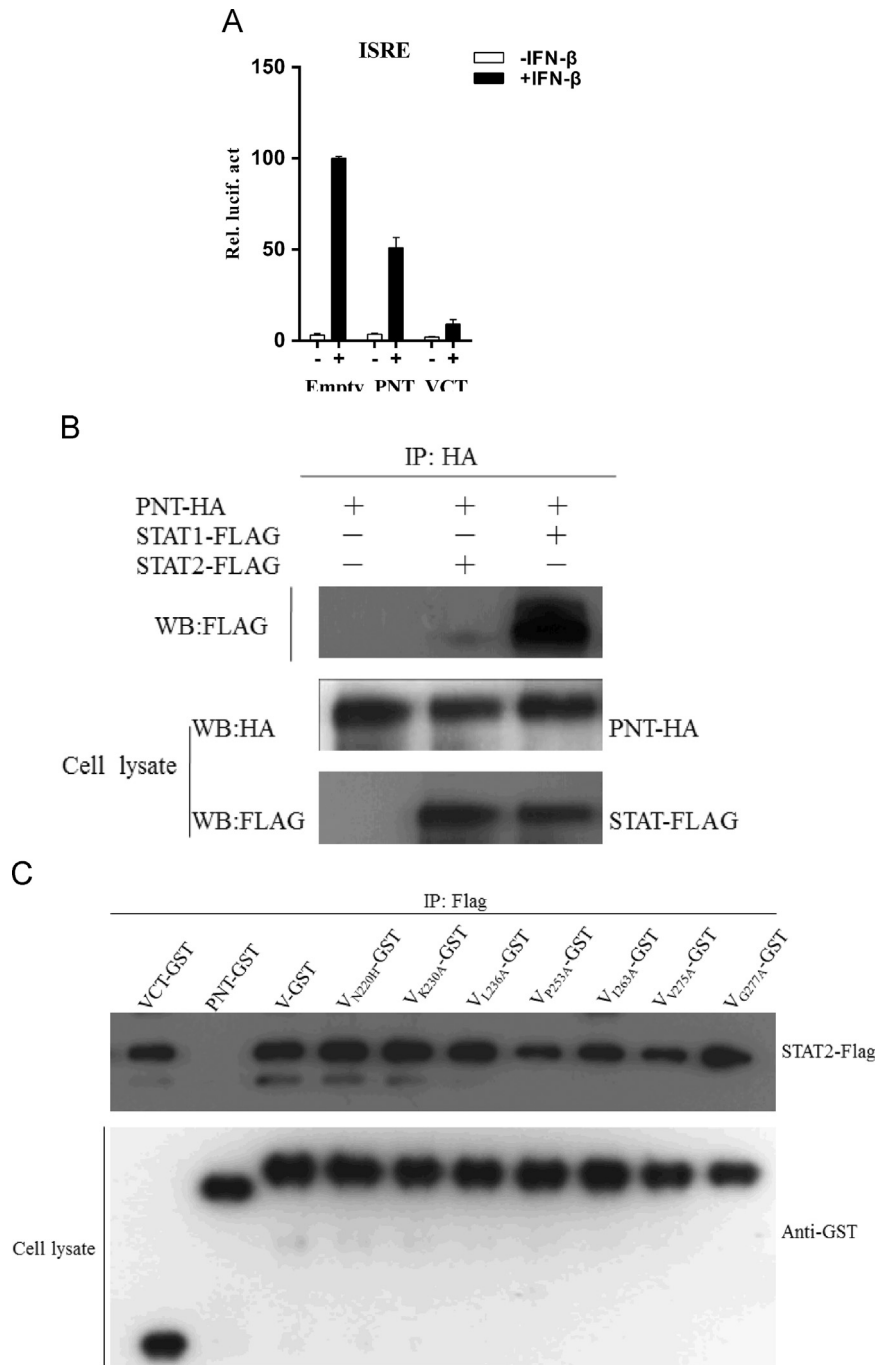 A
ISRE
-IFN-β
+IFN-β
Rel. lucif. act
150
100
50
0
- + - + - +
Empty PNT VCT
B
IP: HA
PNT-HA + + +
STAT1-FLAG — — +
STAT2-FLAG — + —
WB:FLAG
WB:HA PNT-HA
Cell lysate
WB:FLAG STAT-FLAG
C
IP: Flag
VCT-GST PNT-GST V-GST VN220H-GST VK230A-GST VL236A-GST VP253A-GST VI263A-GST VV275A-GST VG277A-GST
STAT2-Flag
Cell lysate Anti-GST